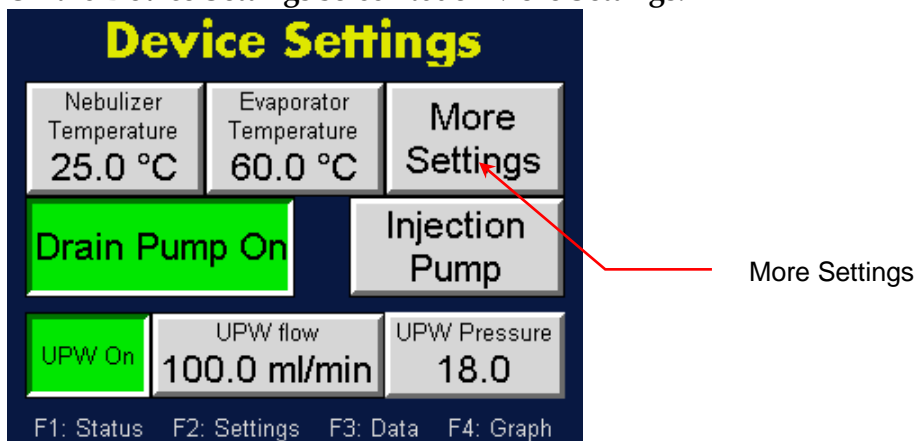 Device Settings
Nebulizer
Temperature
25.0 °C
Evaporator
Temperature
60.0 °C
More
Settings
Drain Pump On
Injection
Pump
More Settings
UPW On
UPW flow
100.0 ml/min
UPW Pressure
18.0
F1: Status F2: Settings F3: Data F4: Graph